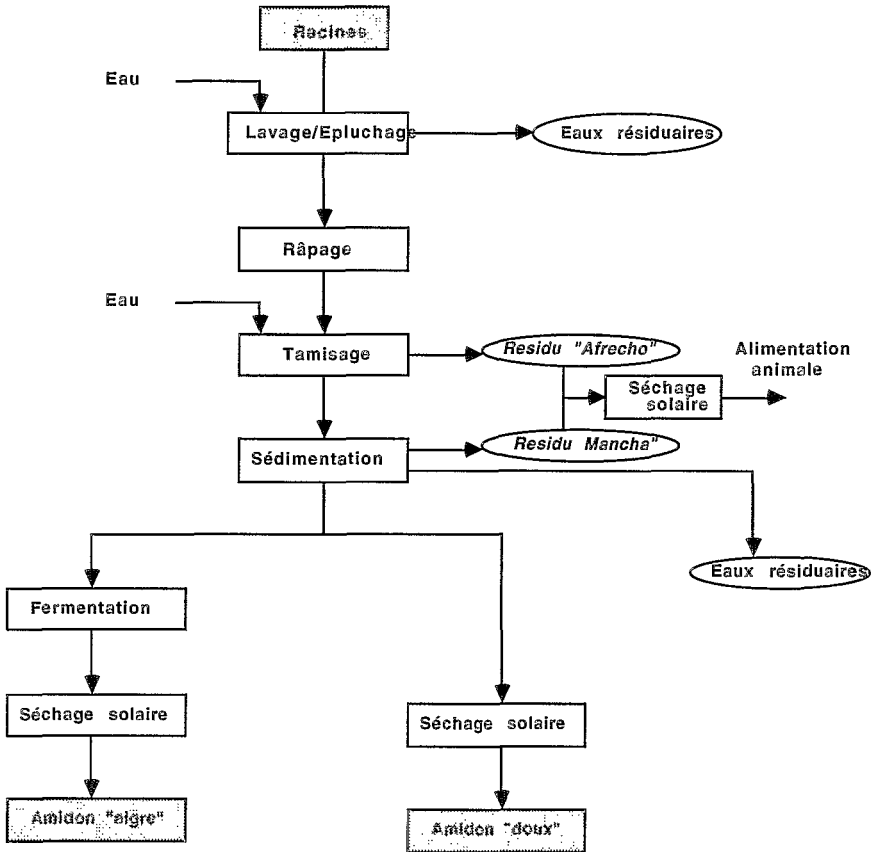 Racines
Eau
Lavage/Epluchage
Eaux résiduaires
Râpage
Eau
Tamisage
Residu "Afrecho"
Alimentation
animale
Séchage
solaire
Residu Mancha"
Sédimentation
Eaux résiduaires
Fermentation
Séchage solaire
Séchage solaire
Amidon "aigre"
Amidon "doux"